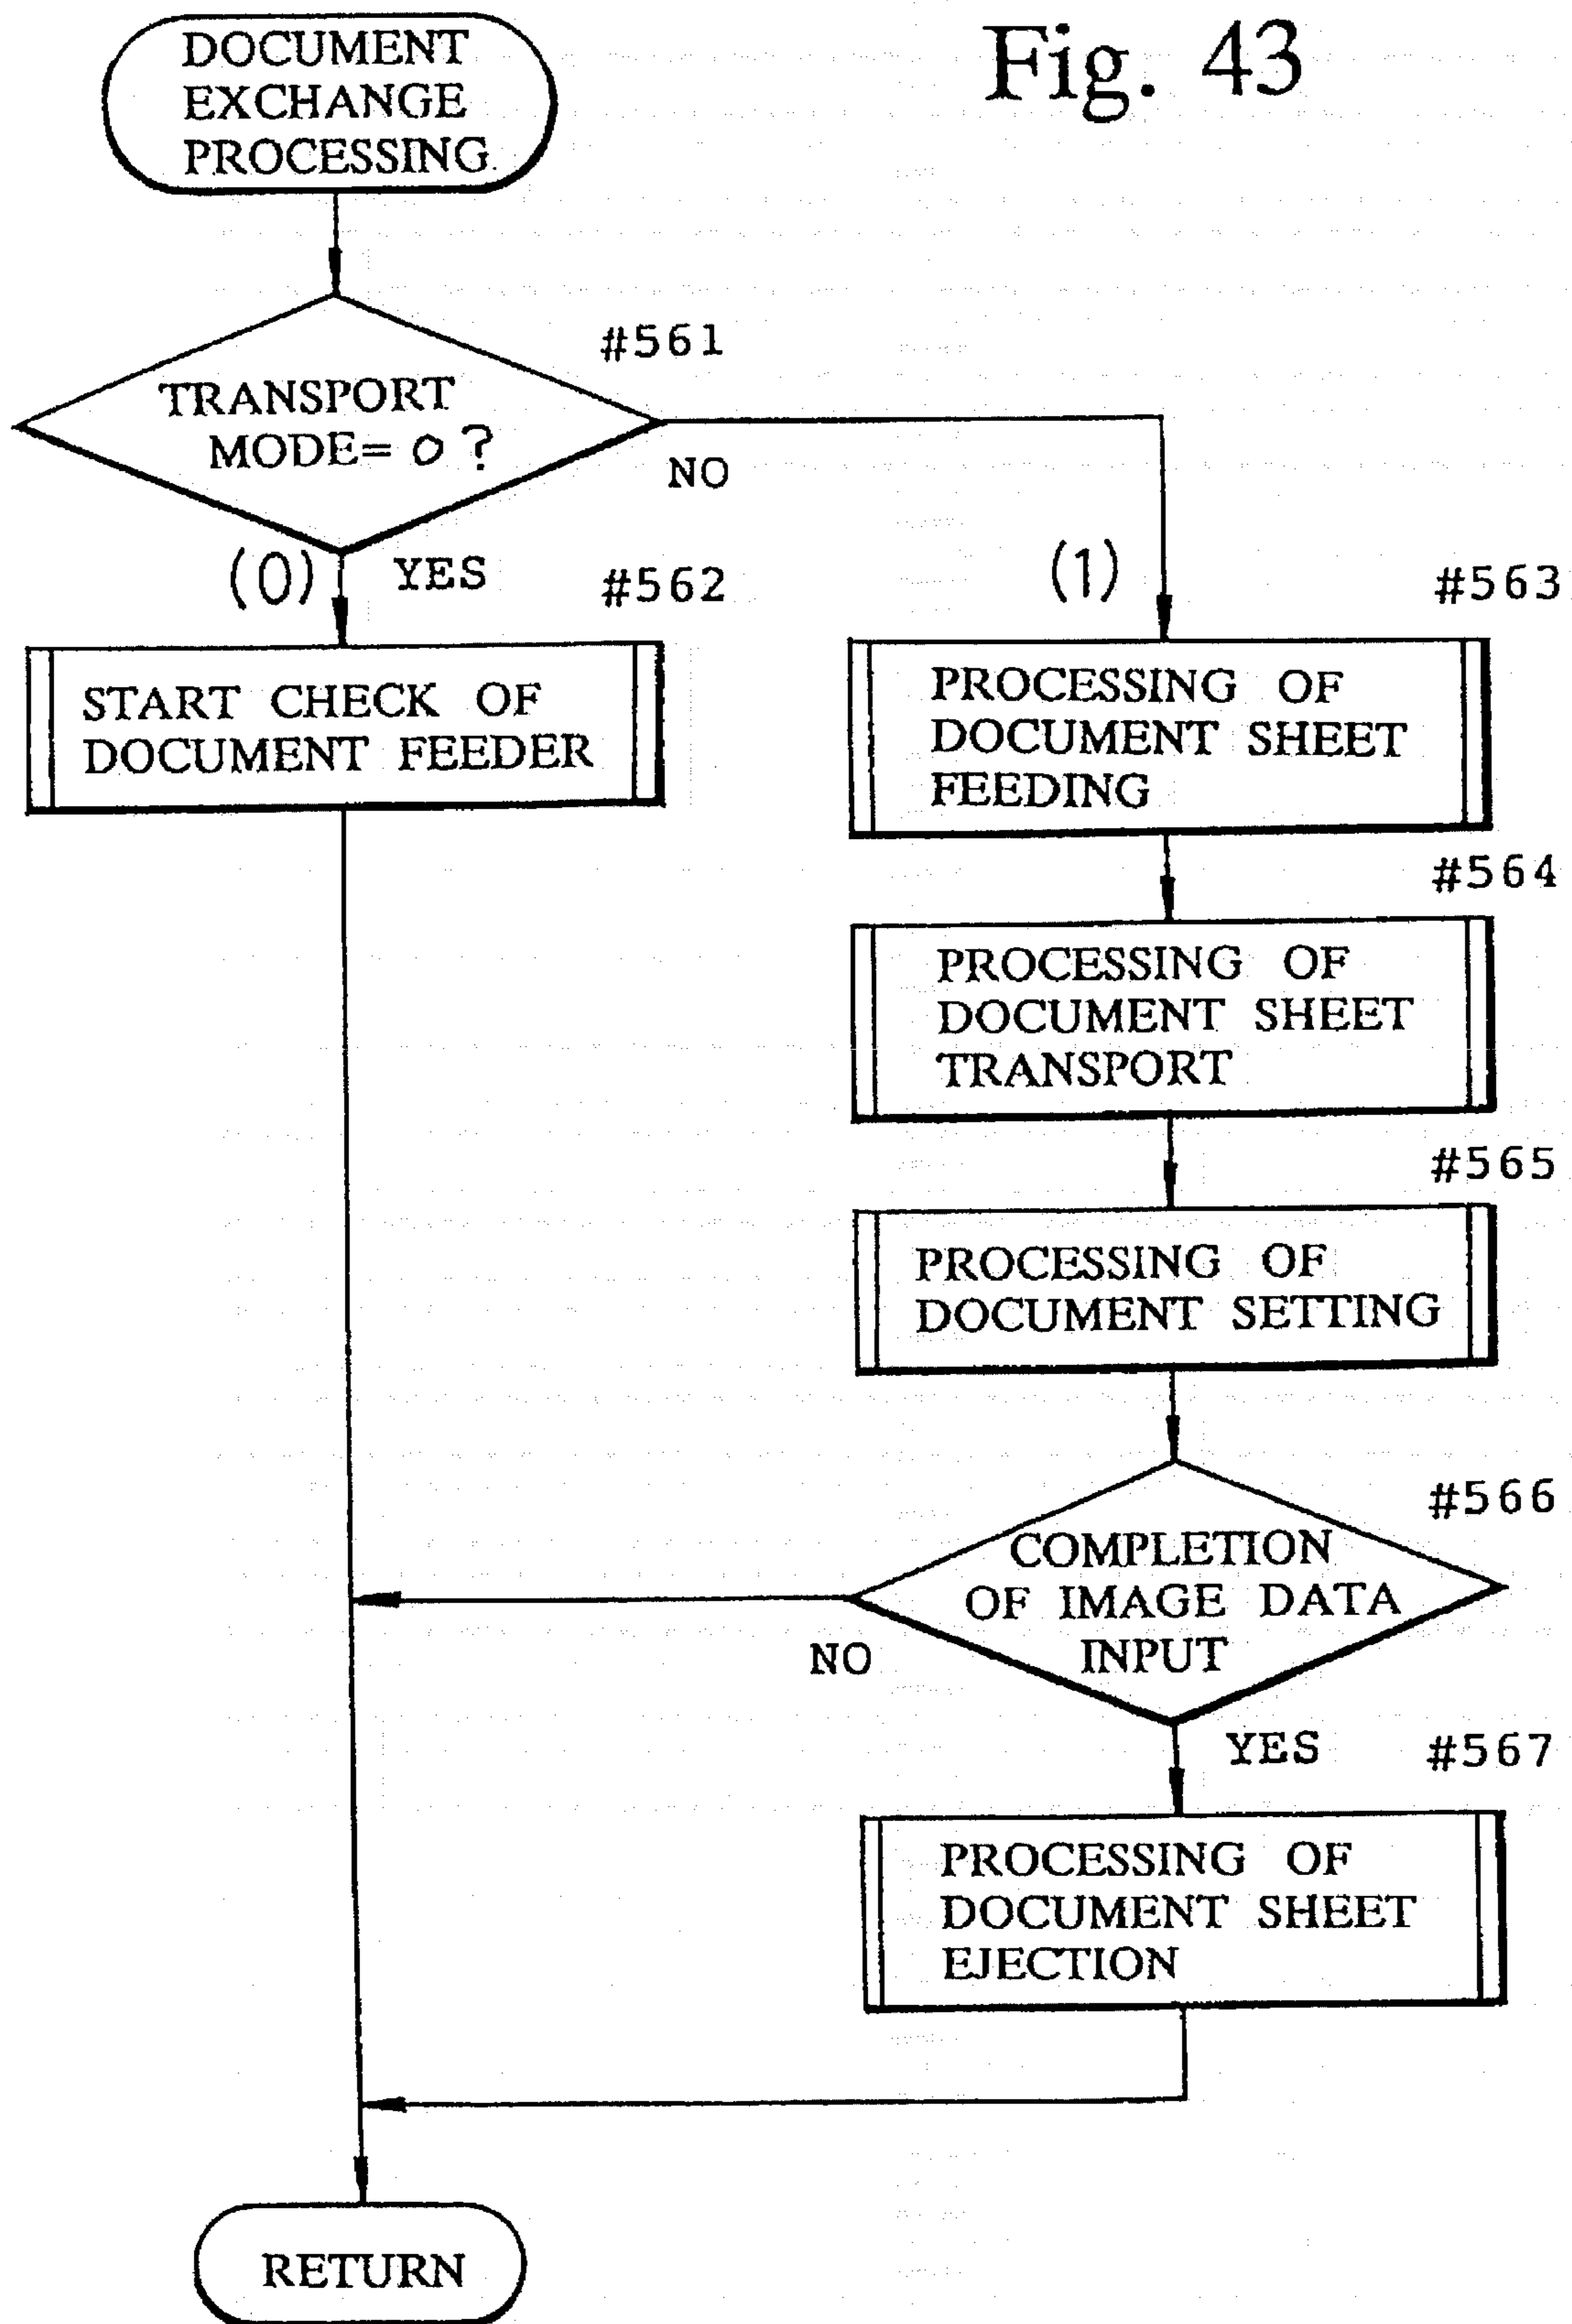 Fig. 43
DOCUMENT
EXCHANGE
PROCESSING
#561
TRANSPORT
MODE= 0 ?
NO
(0)
YES
#562
(1)
#563
START CHECK OF
DOCUMENT FEEDER
PROCESSING OF
DOCUMENT SHEET
FEEDING
#564
PROCESSING OF
DOCUMENT SHEET
TRANSPORT
#565
PROCESSING OF
DOCUMENT SETTING
#566
COMPLETION
OF IMAGE DATA
INPUT
NO
YES
#567
PROCESSING OF
DOCUMENT SHEET
EJECTION
RETURN